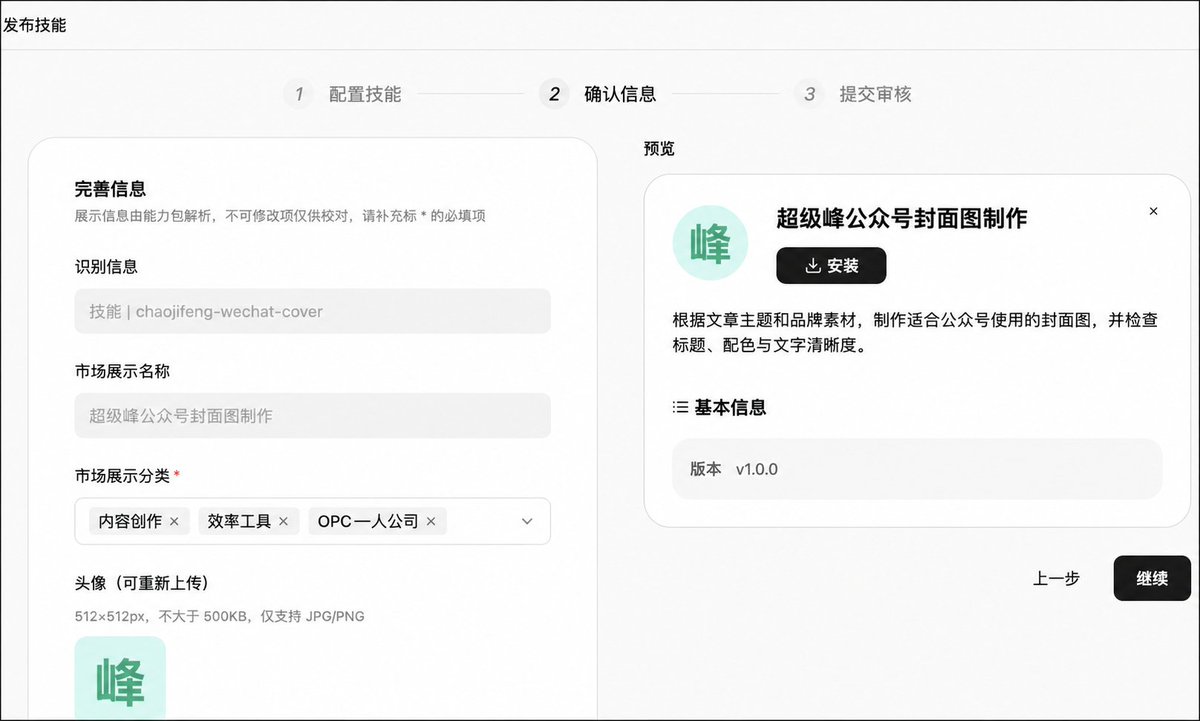 发布技能
1 配置技能
2 确认信息
3 提交审核
完善信息
展示信息由能力包解析，不可修改项仅供校对，请补充标 * 的必填项
识别信息
技能 | chaojifeng-wechat-cover
市场展示名称
超级峰公众号封面图制作
市场展示分类 *
内容创作 × 效率工具 × OPC一人公司 ×
头像（可重新上传）
512×512px，不大于 500KB，仅支持 JPG/PNG
峰
预览
峰
超级峰公众号封面图制作
×
安装
根据文章主题和品牌素材，制作适合公众号使用的封面图，并检查
标题、配色与文字清晰度。
基本信息
版本 v1.0.0
上一步
继续